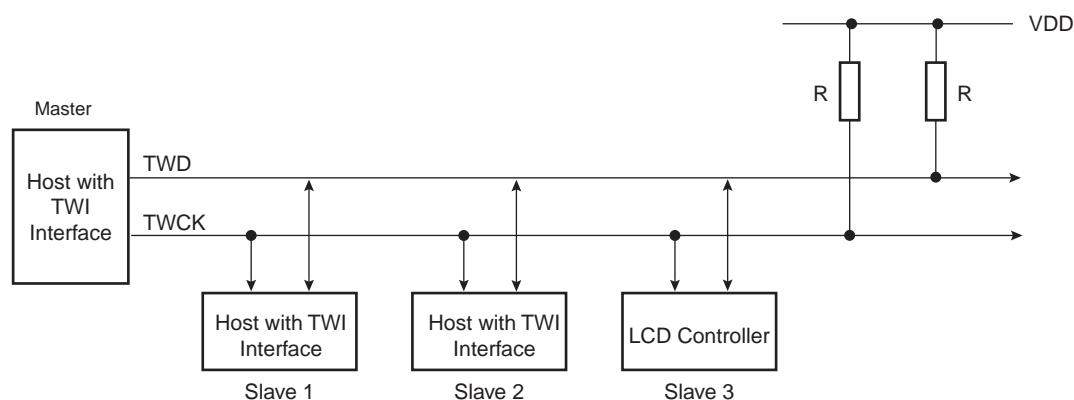 VDD
R
R
Master
Host with
TWI
Interface
TWD
TWCK
Host with TWI
Interface
Host with TWI
Interface
LCD Controller
Slave 1
Slave 2
Slave 3